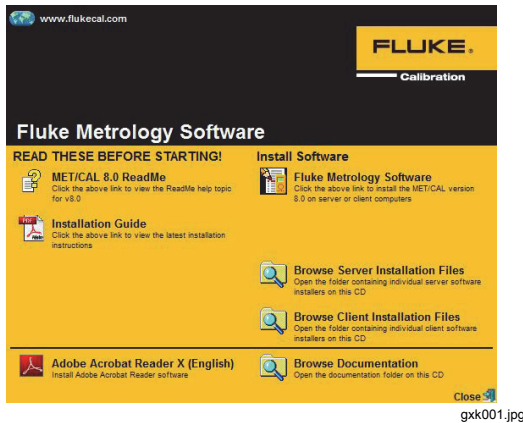 www.flukecal.com
FLUKE®
Calibration
Fluke Metrology Software
READ THESE BEFORE STARTING!
MET/CAL 8.0 ReadMe
Click the above link to view the ReadMe help topic
for v8.0
Installation Guide
Click the above link to view the latest installation
instructions
Adobe Acrobat Reader X (English)
Install Adobe Acrobat Reader software
Install Software
Fluke Metrology Software
Click the above link to install the MET/CAL version
8.0 on server or client computers
Browse Server Installation Files
Open the folder containing individual server software
installers on this CD
Browse Client Installation Files
Open the folder containing individual client software
installers on this CD
Browse Documentation
Open the documentation folder on this CD
Close
gxk001.jpg